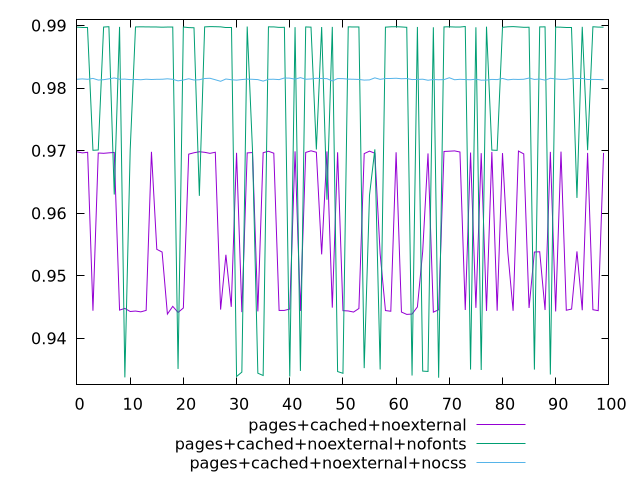 0.99
0.98
0.97
0.96
0.95
0.94
0 10 20 30 40 50 60 70 80 90 100
pages+cached+noexternal
pages+cached+noexternal+nofonts
pages+cached+noexternal+nocss